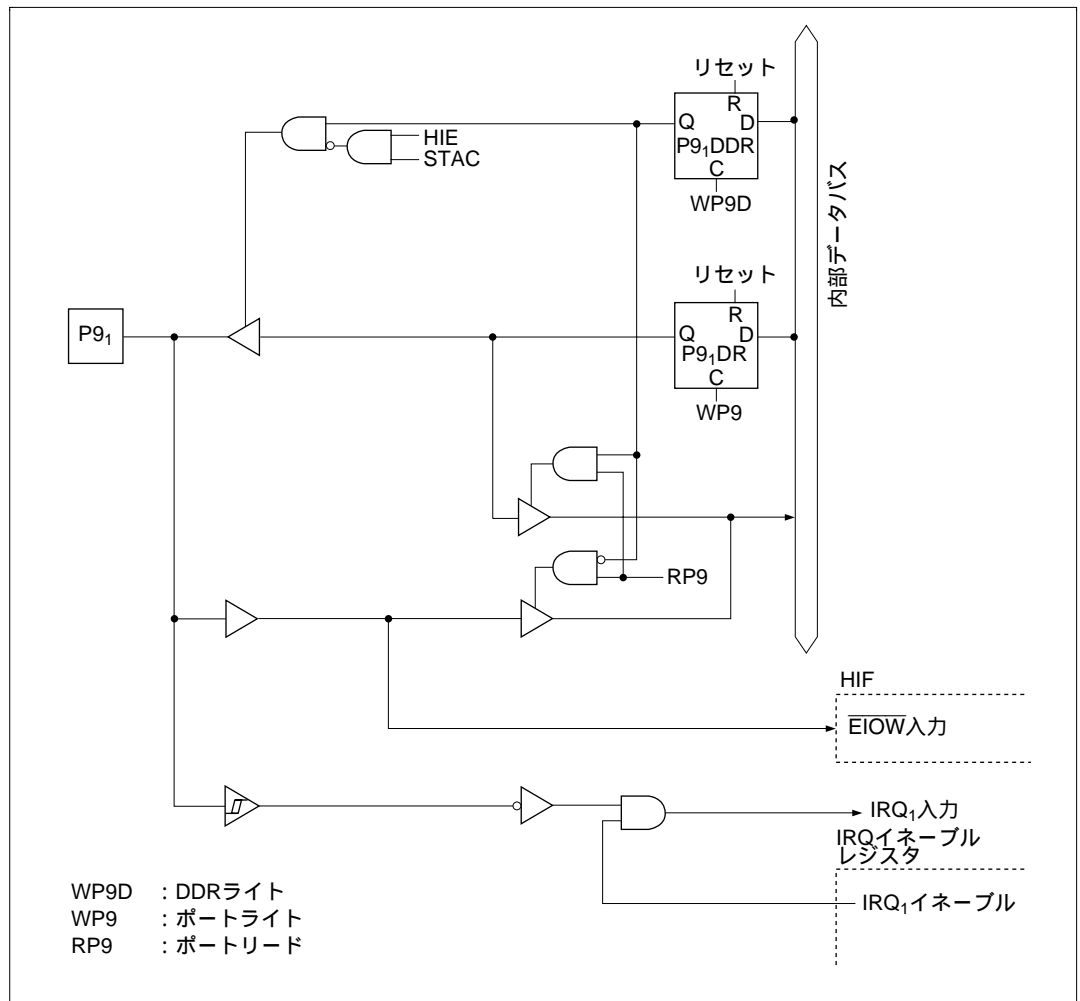 リセット
R
Q
D
P9₁DDR
C
WP9D
HIE
STAC
内部データバス
リセット
R
Q
D
P9₁DR
C
WP9
P9₁
RP9
HIF
EIOW入力
IRQ₁入力
IRQイネーブル
レジスタ
IRQ₁イネーブル
WP9D :DDRライト
WP9 :ポートライト
RP9 :ポートリード